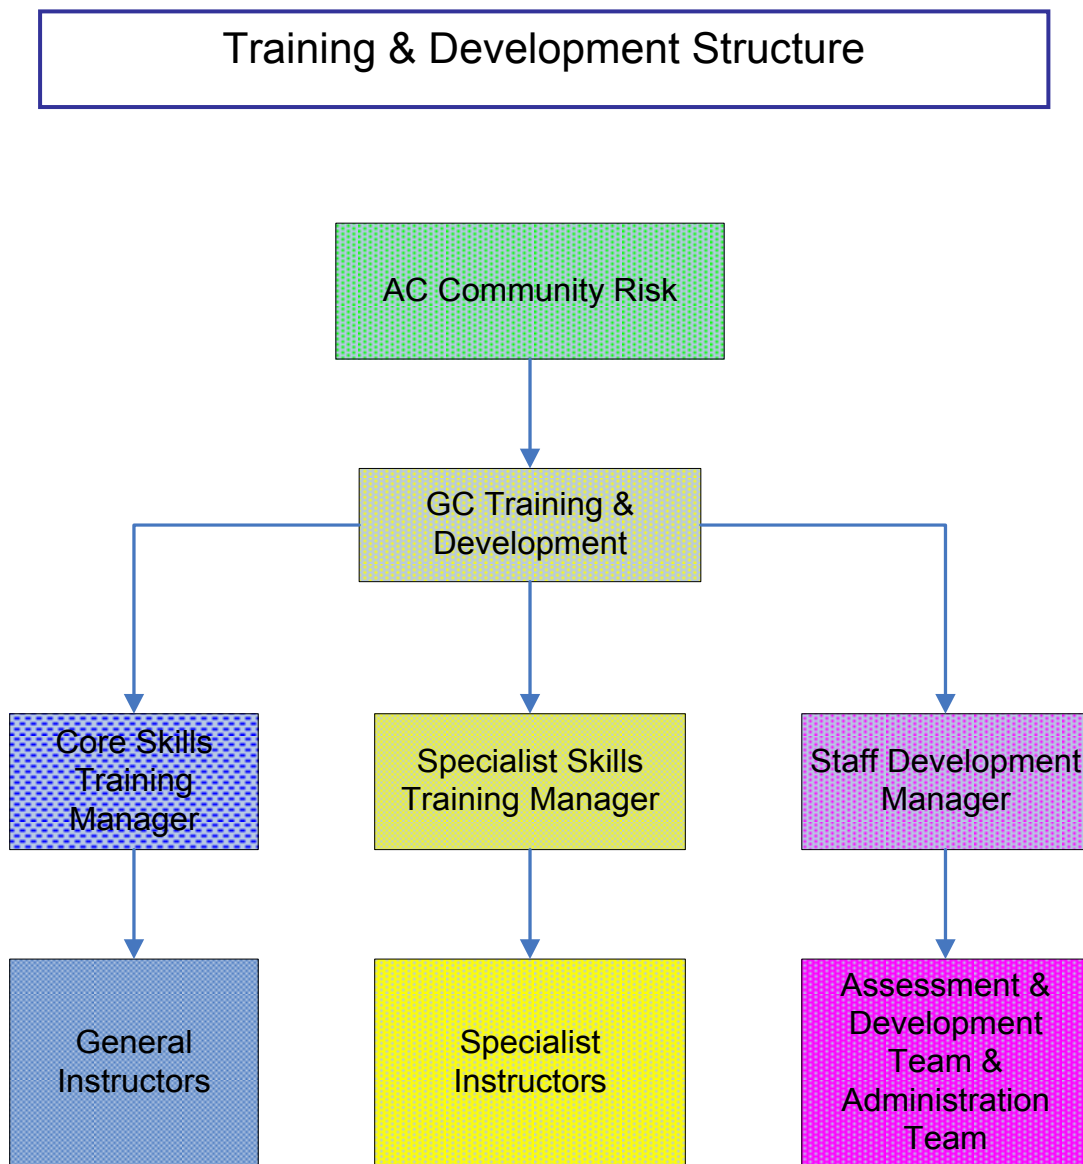 Training & Development Structure
AC Community Risk
GC Training &
Development
Core Skills
Training
Manager
Specialist Skills
Training Manager
Staff Development
Manager
General
Instructors
Specialist
Instructors
Assessment &
Development
Team &
Administration
Team